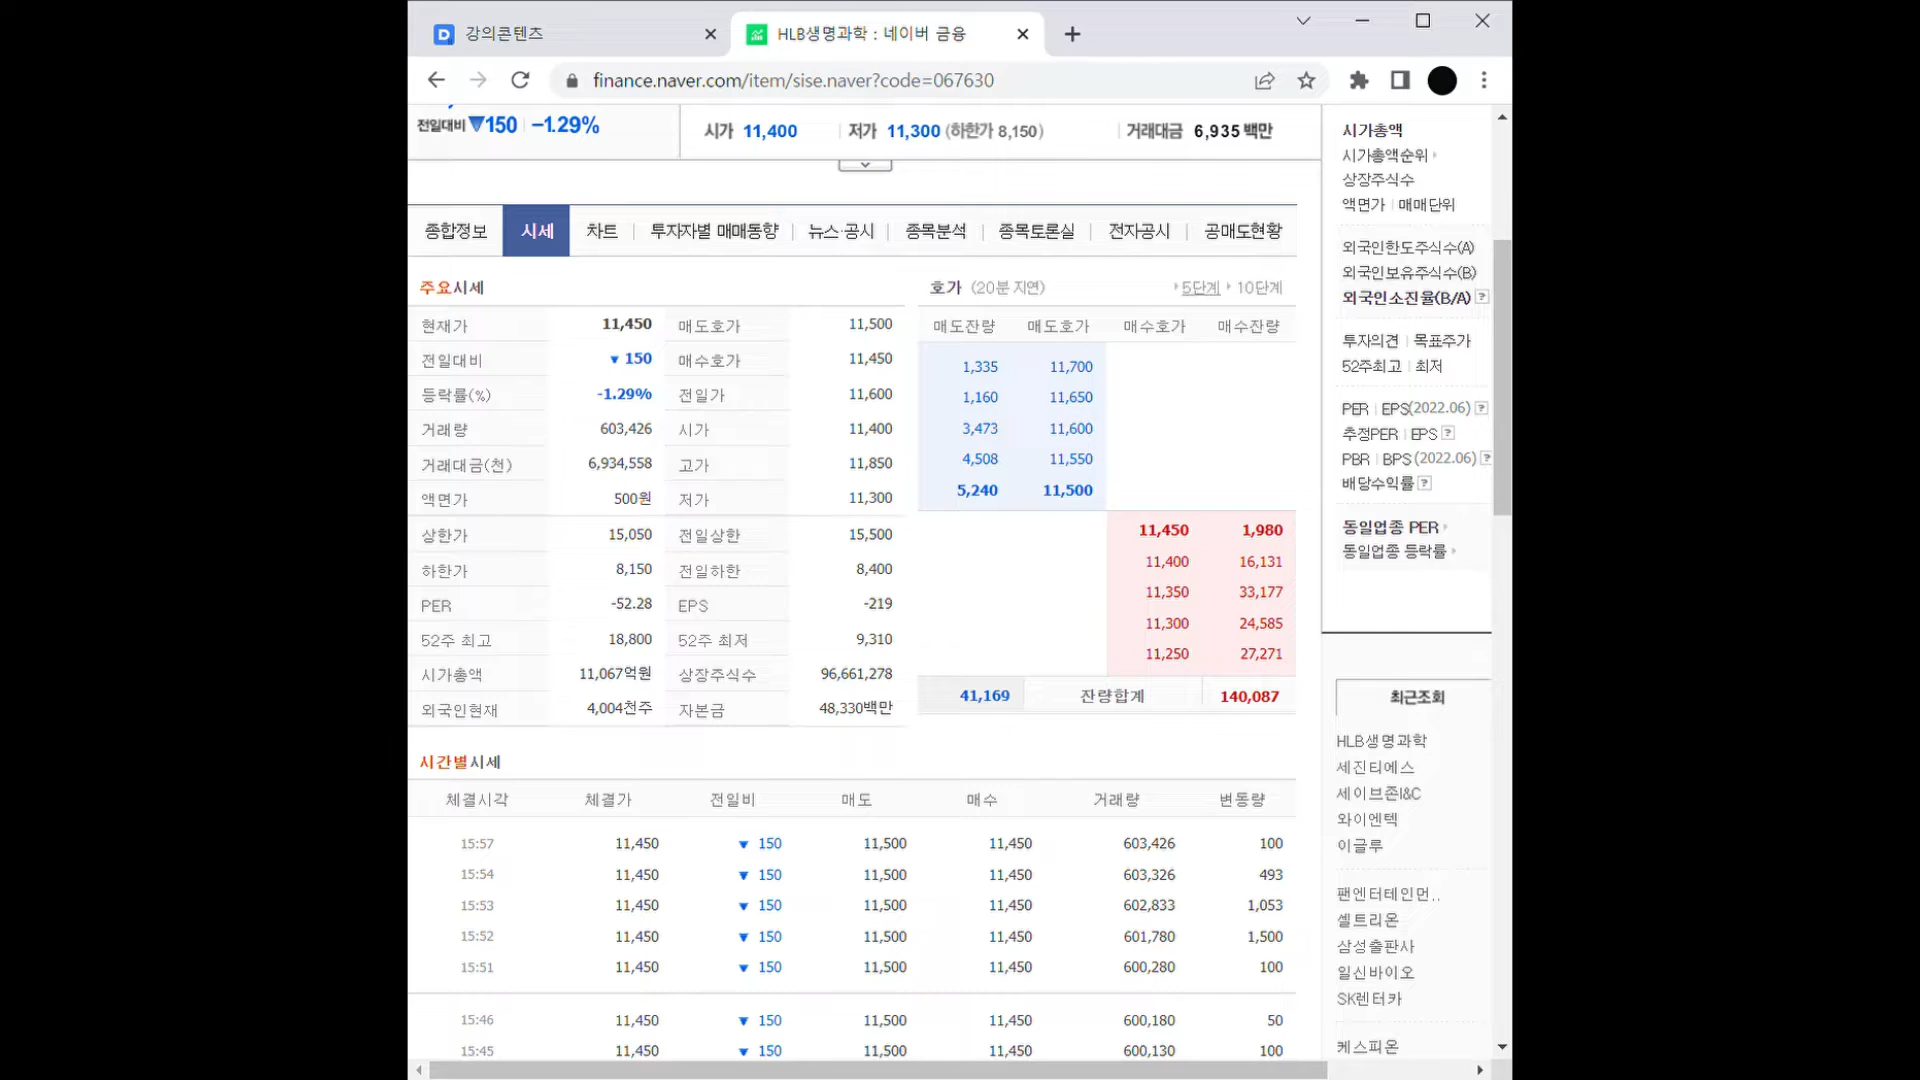 강의콘텐츠
HLB생명과학 : 네이버 금융
finance.naver.com/item/sise.naver?code=067630
전일대비 ▼150 −1.29%
시가 11,400 저가 11,300 (하한가 8,150) 거래대금 6,935 백만
종합정보 시세 차트 투자자별 매매동향 뉴스·공시 종목분석 종목토론실 전자공시 공매도현황
주요시세
현재가 11,450 매도호가 11,500
전일대비 ▼ 150 매수호가 11,450
등락률(%) -1.29% 전일가 11,600
거래량 603,426 시가 11,400
거래대금(천) 6,934,558 고가 11,850
액면가 500원 저가 11,300
상한가 15,050 전일상한 15,500
하한가 8,150 전일하한 8,400
PER -52.28 EPS -219
52주 최고 18,800 52주 최저 9,310
시가총액 11,067억원 상장주식수 96,661,278
외국인현재 4,004천주 자본금 48,330백만
호가 (20분 지연) 5단계 10단계
매도잔량 매도호가 매수호가 매수잔량
1,335 11,700
1,160 11,650
3,473 11,600
4,508 11,550
5,240 11,500
11,450 1,980
11,400 16,131
11,350 33,177
11,300 24,585
11,250 27,271
41,169 잔량합계 140,087
시간별시세
체결시각 체결가 전일비 매도 매수 거래량 변동량
15:57 11,450 ▼ 150 11,500 11,450 603,426 100
15:54 11,450 ▼ 150 11,500 11,450 603,326 493
15:53 11,450 ▼ 150 11,500 11,450 602,833 1,053
15:52 11,450 ▼ 150 11,500 11,450 601,780 1,500
15:51 11,450 ▼ 150 11,500 11,450 600,280 100
15:46 11,450 ▼ 150 11,500 11,450 600,180 50
15:45 11,450 ▼ 150 11,500 11,450 600,130 100
시가총액
시가총액순위
상장주식수
액면가 | 매매단위
외국인한도주식수(A)
외국인보유주식수(B)
외국인소진율(B/A) ?
투자의견 | 목표주가
52주최고 | 최저
PER | EPS(2022.06) ?
추정PER | EPS ?
PBR | BPS (2022.06) ?
배당수익률 ?
동일업종 PER
동일업종 등락률
최근조회
HLB생명과학
세진티에스
세이브존I&C
와이엔텍
이글루
팬엔터테인먼..
셀트리온
삼성출판사
일신바이오
SK렌터카
케스피온